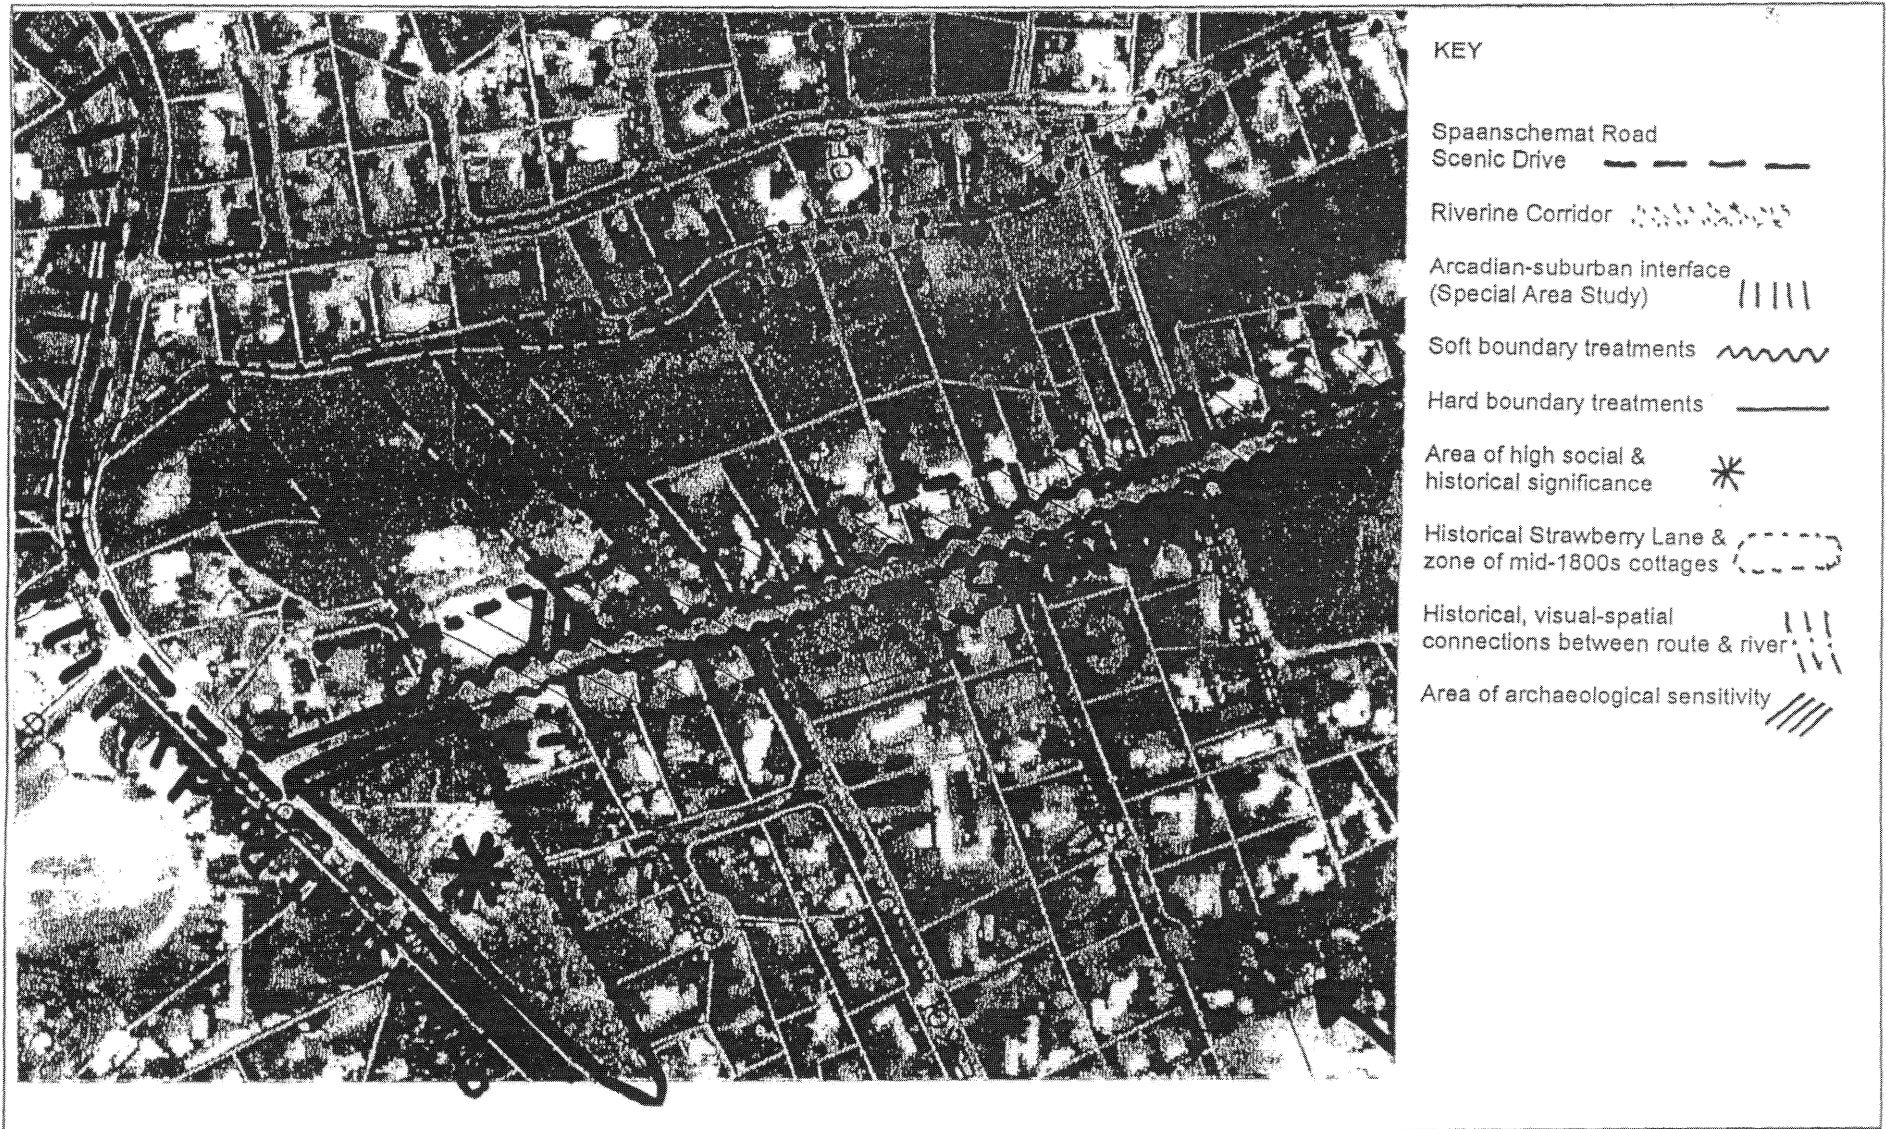 KEY
Spaanschemat Road
Scenic Drive
Riverine Corridor
Arcadian-suburban interface
(Special Area Study)
Soft boundary treatments
Hard boundary treatments
Area of high social &
historical significance
Historical Strawberry Lane &
zone of mid-1800s cottages
Historical, visual-spatial
connections between route & river
Area of archaeological sensitivity